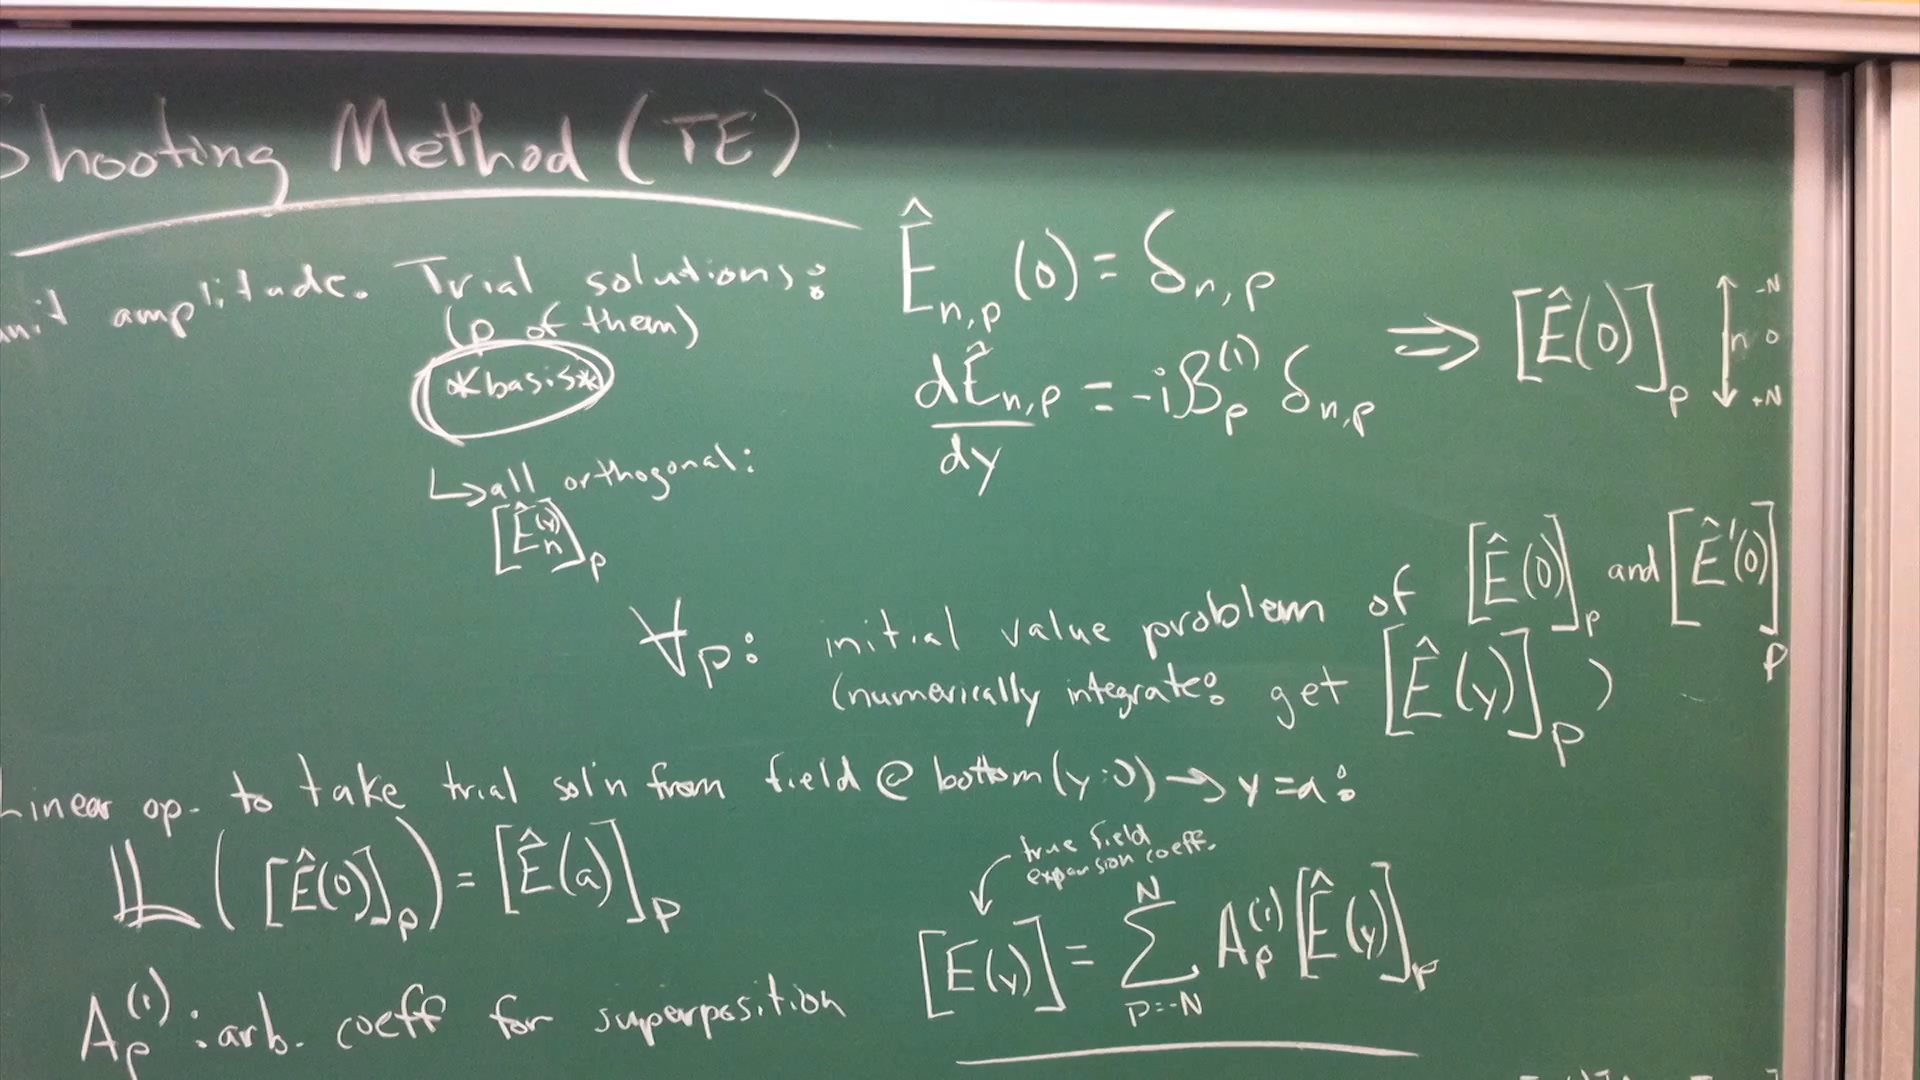 Shooting Method (TE)
unit amplitude. Trial solutions:
(p of them)
*basis*
↳ all orthogonal:
[Ê_n(y)]_p
Ê_{n,p}(0) = δ_{n,p}
dÊ_{n,p}/dy = -iβ_p^{(1)} δ_{n,p}
⇒ [Ê(0)]_p ↕ n -N 0 +N
∀p: initial value problem of [Ê(0)]_p and [Ê'(0)]_p
(numerically integrate: get [Ê(y)]_p)
Linear op. to take trial sol'n from field @ bottom (y=0) → y=a:
𝕃([Ê(0)]_p) = [Ê(a)]_p
true field
expansion coeff.
[E(y)] = Σ_{p=-N}^{N} A_p^{(1)} [Ê(y)]_p
A_p^{(1)}: arb. coeff for superposition